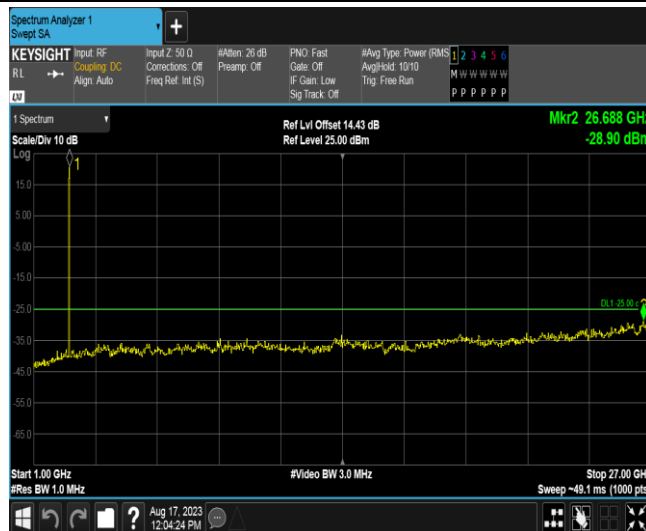 Spectrum Analyzer 1
Swept SA
+
KEYSIGHT
RL
LXI
Input: RF
Coupling: DC
Align: Auto
Input Z: 50 Ω
Corrections: Off
Freq Ref: Int (S)
#Atten: 26 dB
Preamp: Off
PNO: Fast
Gate: Off
IF Gain: Low
Sig Track: Off
#Avg Type: Power (RMS
Avg|Hold: 10/10
Trig: Free Run
1 2 3 4 5 6
M W W W W W
P P P P P P
1 Spectrum
Scale/Div 10 dB
Log
Ref Lvl Offset 14.43 dB
Ref Level 25.00 dBm
Mkr2 26.688 GHz
-28.90 dBm
1
15.0
5.00
-5.00
-15.0
-25.0
-35.0
-45.0
-55.0
-65.0
DL1 -25.00
Start 1.00 GHz
#Res BW 1.0 MHz
#Video BW 3.0 MHz
Stop 27.00 GHz
Sweep ~49.1 ms (1000 pts
?
Aug 17, 2023
12:04:24 PM